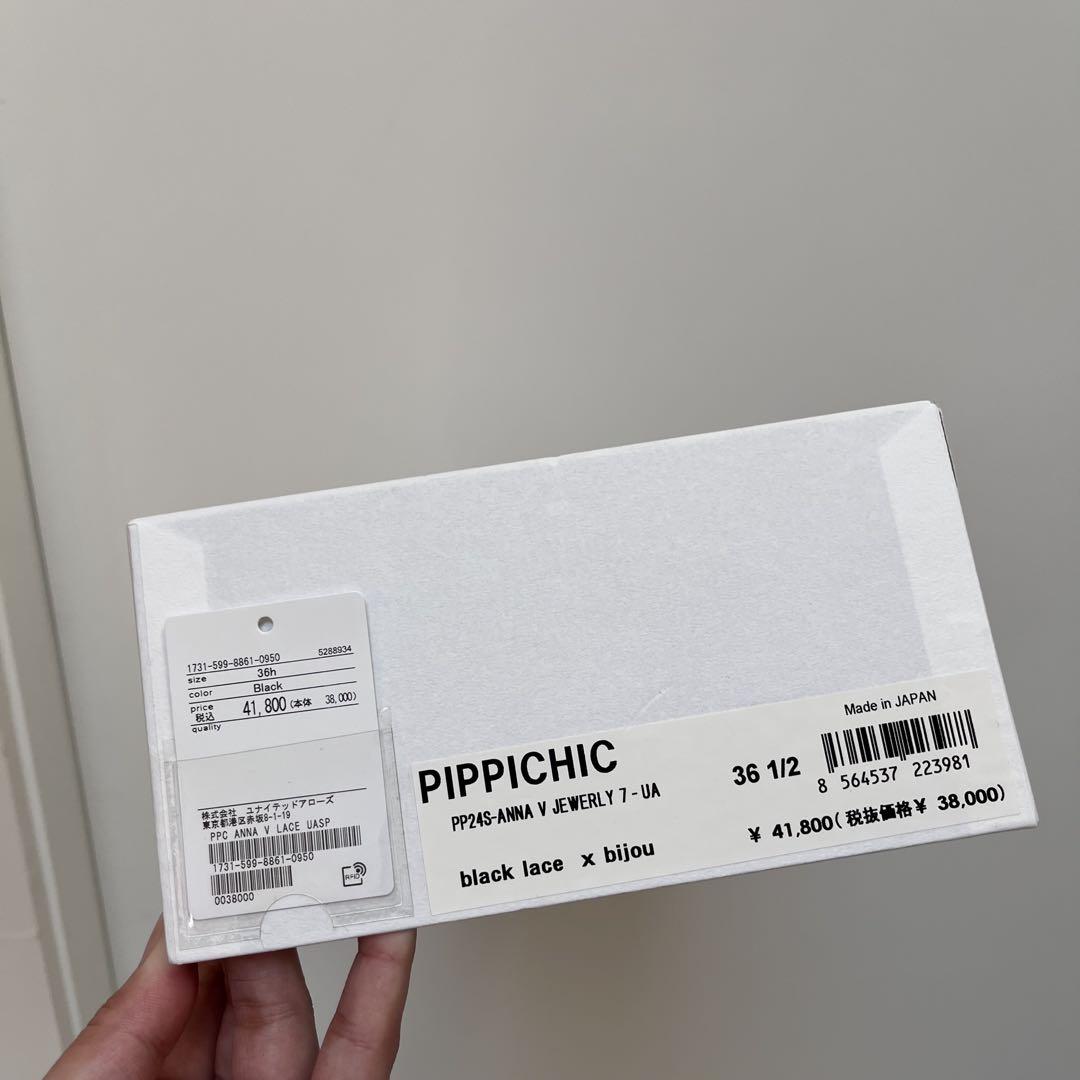 1731-599-8861-0950 5288934
size 36h
color Black
price 税込 41,800 (本体 38,000)
quality
株式会社 ユナイテッドアローズ
東京都港区赤坂8-1-19
PPC ANNA V LACE UASP
1731-599-8861-0950
0038000
RFID
Made in JAPAN
PIPPICHIC 36 1/2
8 564537 223981
PP24S-ANNA V JEWERLY 7-UA
¥ 41,800(税抜価格¥ 38,000)
black lace x bijou